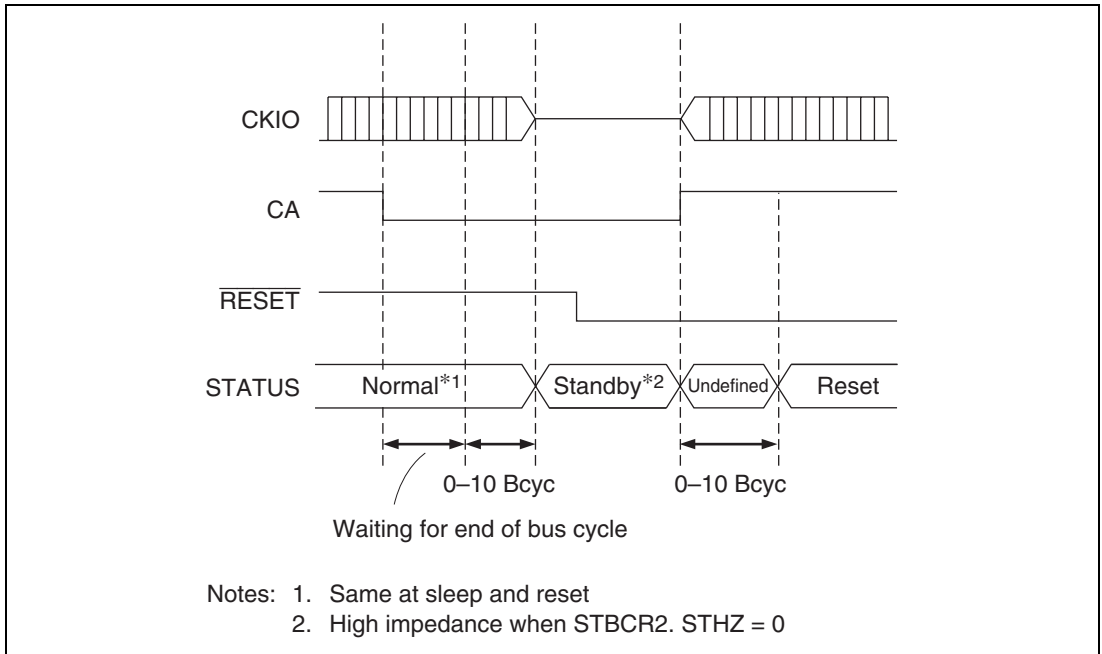 CKIO
CA
RESET
STATUS
Normal*1
Standby*2
Undefined
Reset
0–10 Bcyc
0–10 Bcyc
Waiting for end of bus cycle
Notes: 1. Same at sleep and reset
2. High impedance when STBCR2. STHZ = 0